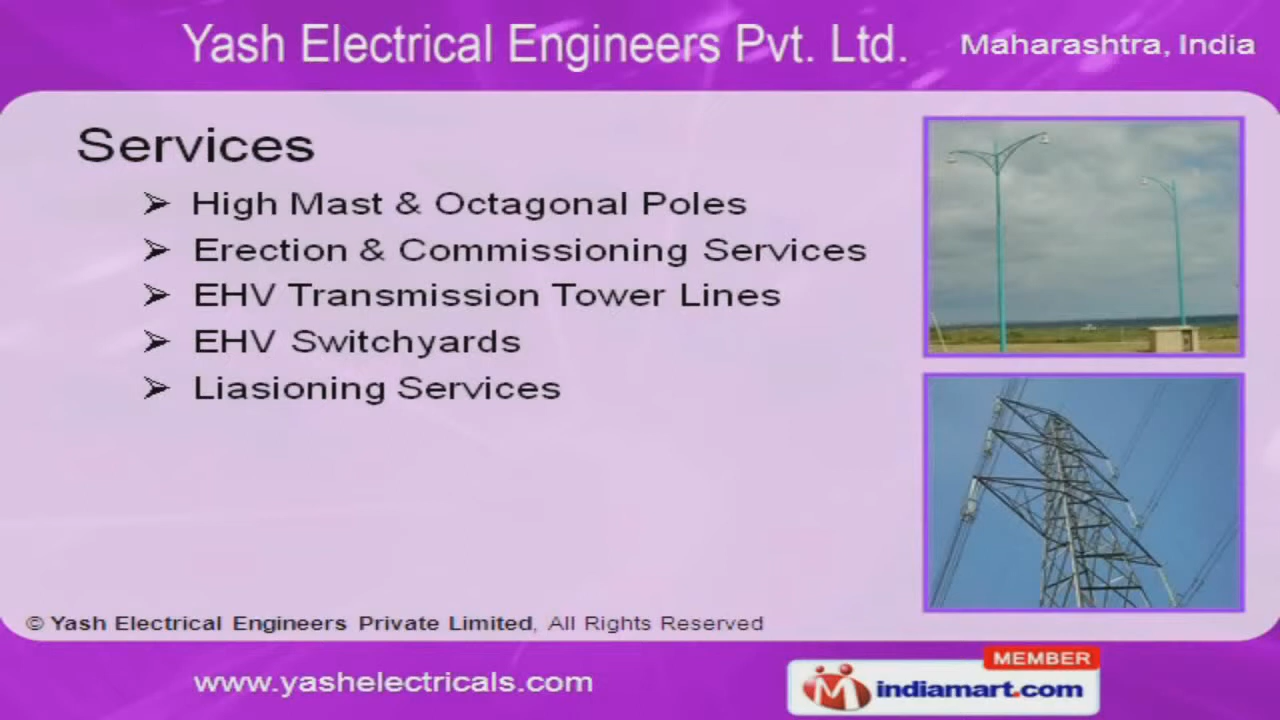 Yash Electrical Engineers Pvt. Ltd.
Maharashtra, India
Services
High Mast & Octagonal Poles
Erection & Commissioning Services
EHV Transmission Tower Lines
EHV Switchyards
Liasioning Services
© Yash Electrical Engineers Private Limited, All Rights Reserved
www.yashelectricals.com
MEMBER
indiamart.com